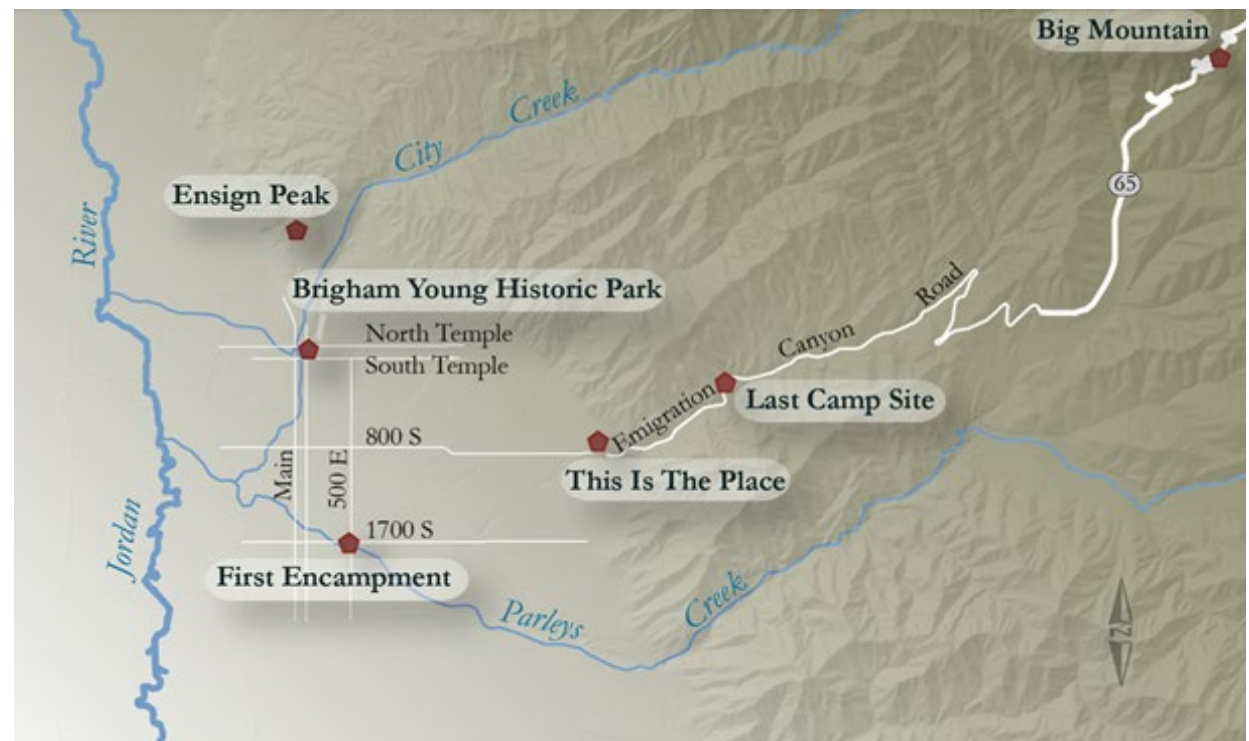 Big Mountain
City Creek
65
Ensign Peak
River
Brigham Young Historic Park
North Temple
South Temple
Canyon Road
Emigration
Last Camp Site
800 S
This Is The Place
Main
500 E
1700 S
Jordan
First Encampment
Parleys Creek
N